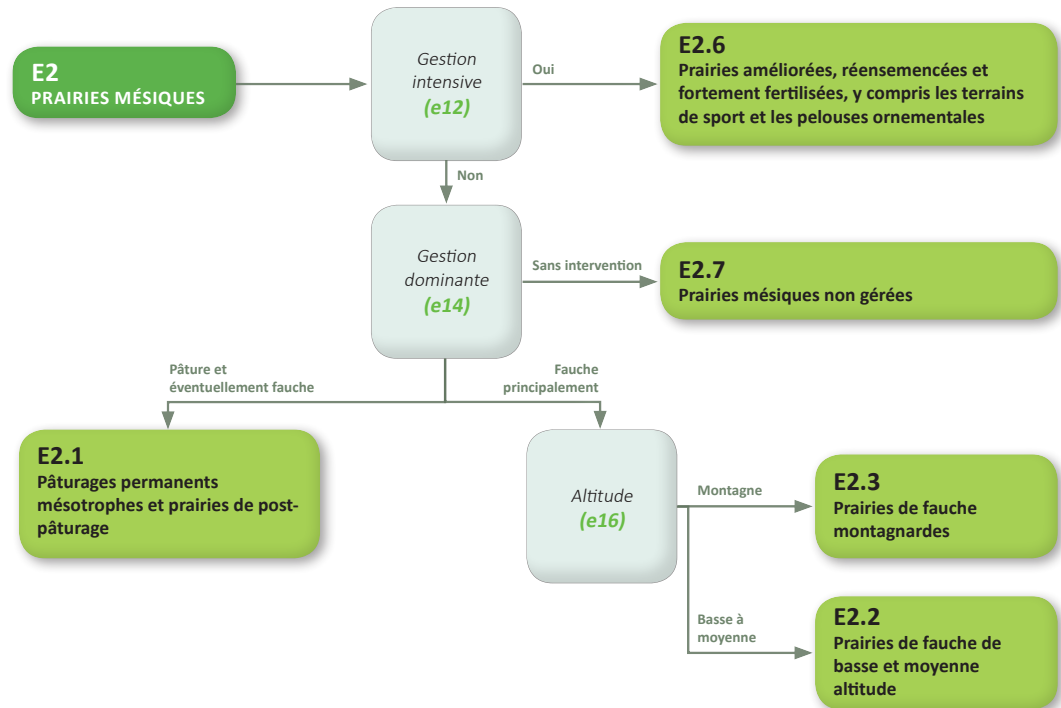 E2
PRAIRIES MÉSIQUES
Gestion
intensive
(e12)
Oui
E2.6
Prairies améliorées, réensemencées et
fortement fertilisées, y compris les terrains
de sport et les pelouses ornementales
Non
Gestion
dominante
(e14)
Sans intervention
E2.7
Prairies mésiques non gérées
Pâture et
éventuellement fauche
Fauche
principalement
E2.1
Pâturages permanents
mésotrophes et prairies de post-
pâturage
Altitude
(e16)
Montagne
E2.3
Prairies de fauche
montagnardes
Basse à
moyenne
E2.2
Prairies de fauche de
basse et moyenne
altitude